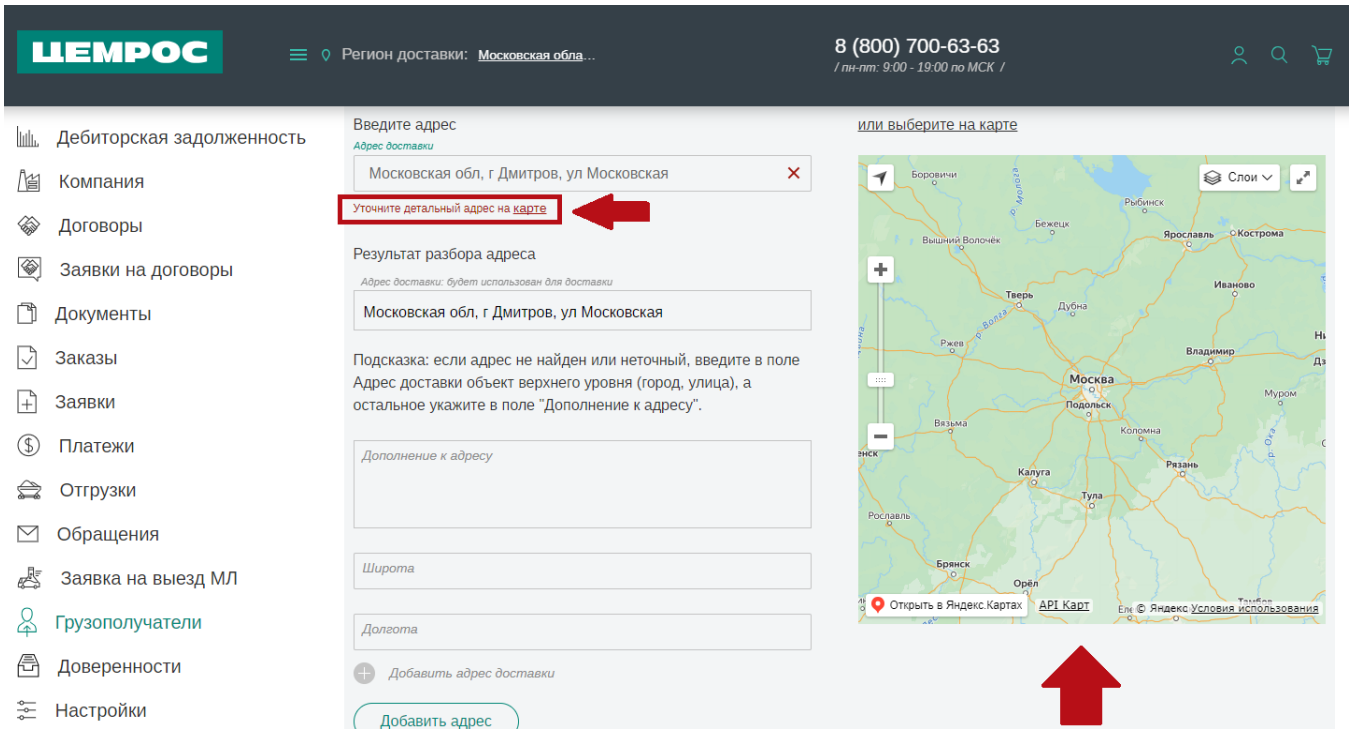 ЦЕМРОС
Регион доставки: Московская обла...
8 (800) 700-63-63
/ пн-пт: 9:00 - 19:00 по МСК /
Дебиторская задолженность
Компания
Договоры
Заявки на договоры
Документы
Заказы
Заявки
Платежи
Отгрузки
Обращения
Заявка на выезд МЛ
Грузополучатели
Доверенности
Настройки
Введите адрес
Адрес доставки
Московская обл, г Дмитров, ул Московская
Уточните детальный адрес на карте
Результат разбора адреса
Адрес доставки: будет использован для доставки
Московская обл, г Дмитров, ул Московская
Подсказка: если адрес не найден или неточный, введите в поле
Адрес доставки объект верхнего уровня (город, улица), а
остальное укажите в поле "Дополнение к адресу".
Дополнение к адресу
Широта
Долгота
Добавить адрес доставки
Добавить адрес
или выберите на карте
Слои
Боровичи
р. Молога
Рыбинск
Бежецк
Вышний Волочёк
Ярославль
Кострома
Иваново
Тверь
Дубна
р. Волга
Ржев
Владимир
Москва
Подольск
Муром
Вязьма
Коломна
р. Ока
Калуга
Рязань
Тула
Рославль
Брянск
Орёл
Открыть в Яндекс.Картах
API Карт
© Яндекс Условия использования